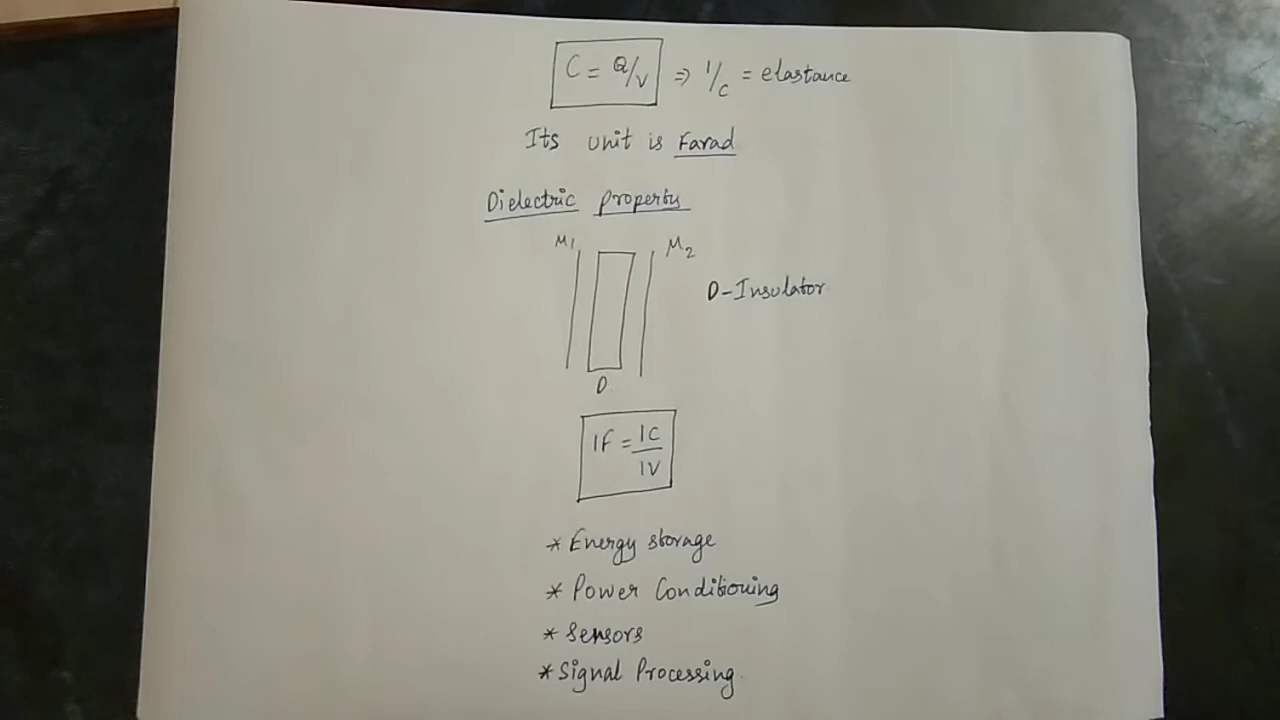 C = Q/V ⇒ 1/C = elastance
Its unit is Farad
Dielectric property
M1 M2
D-Insulator
D
1F = 1C/1V
* Energy storage
* Power Conditioning
* Sensors
* Signal Processing